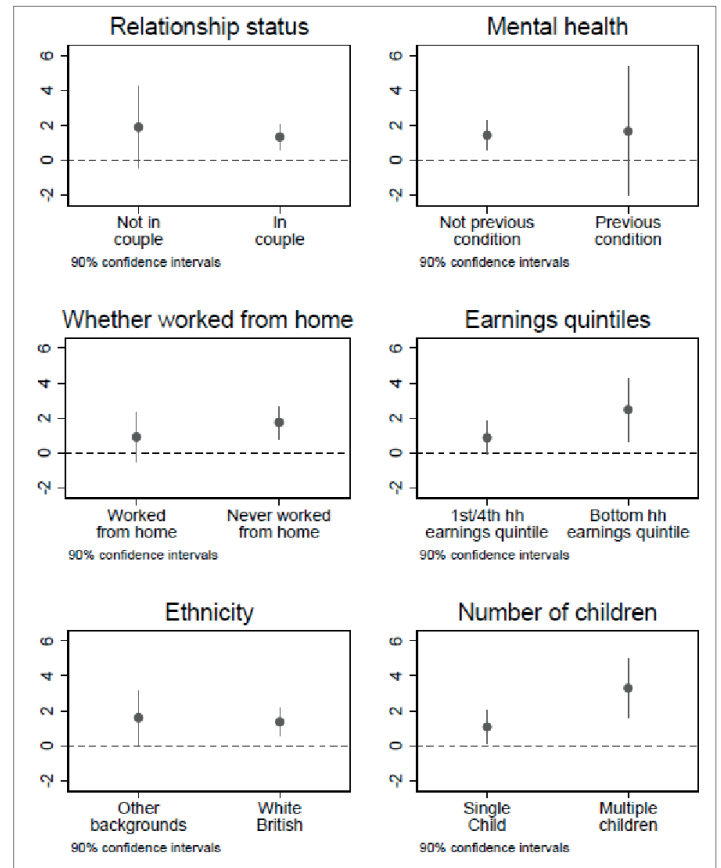 Relationship status
6
4
2
0
-2
Not in
couple
In
couple
90% confidence intervals
Mental health
6
4
2
0
-2
Not previous
condition
Previous
condition
90% confidence intervals
Whether worked from home
6
4
2
0
-2
Worked
from home
Never worked
from home
90% confidence intervals
Earnings quintiles
6
4
2
0
-2
1st/4th hh
earnings quintile
Bottom hh
earnings quintile
90% confidence intervals
Ethnicity
6
4
2
0
-2
Other
backgrounds
White
British
90% confidence intervals
Number of children
6
4
2
0
-2
Single
Child
Multiple
children
90% confidence intervals